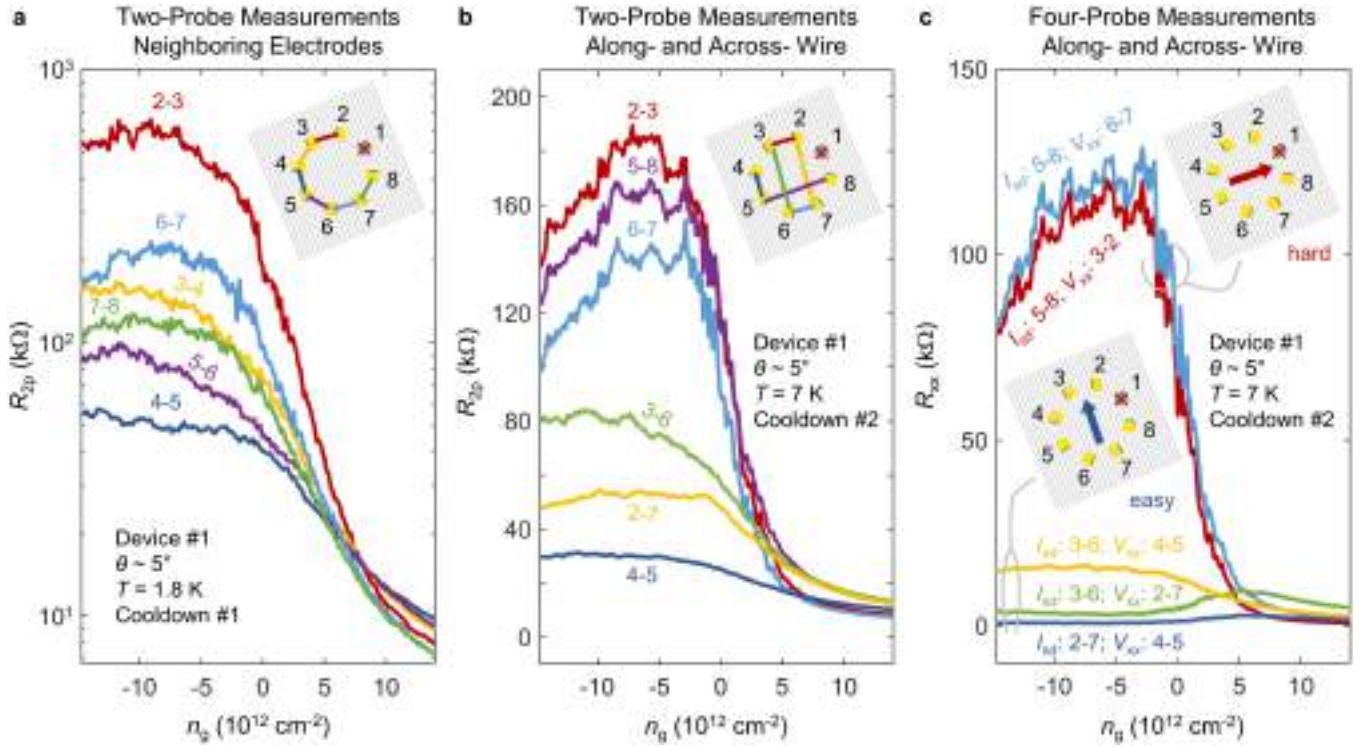 a
Two-Probe Measurements
Neighboring Electrodes
10³
10²
10¹
R2p (kΩ)
2-3
6-7
3-4
7-8
5-6
4-5
3
2
1
4
8
5
6
7
Device #1
θ ~ 5°
T = 1.8 K
Cooldown #1
-10
-5
0
5
10
ng (10¹² cm⁻²)
b
Two-Probe Measurements
Along- and Across- Wire
200
160
120
80
40
0
R2p (kΩ)
2-3
5-8
6-7
3-6
2-7
4-5
3
2
1
4
8
5
6
7
Device #1
θ ~ 5°
T = 7 K
Cooldown #2
-10
-5
0
5
10
ng (10¹² cm⁻²)
c
Four-Probe Measurements
Along- and Across- Wire
150
100
50
0
Rxx (kΩ)
Isd: 5-8; Vxx: 6-7
Isd: 5-8; Vxx: 3-2
2
3
1
4
8
5
6
7
hard
Device #1
θ ~ 5°
T = 7 K
Cooldown #2
2
3
1
4
8
5
6
7
easy
Isd: 3-6; Vxx: 4-5
Isd: 3-6; Vxx: 2-7
Isd: 2-7; Vxx: 4-5
-10
-5
0
5
10
ng (10¹² cm⁻²)